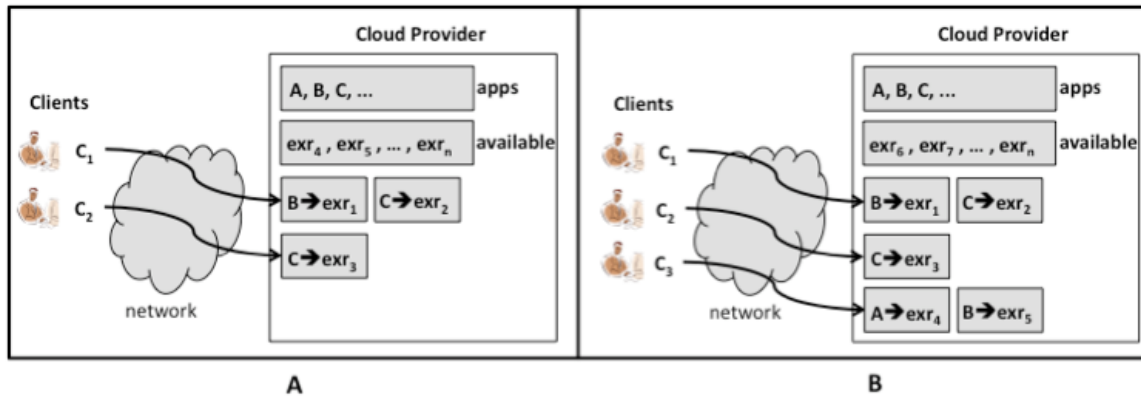 Cloud Provider
A, B, C, ... apps
Clients
exr4 , exr5 , ... , exrn available
C1
B➔exr1 C➔exr2
C2
C➔exr3
network
A
Cloud Provider
A, B, C, ... apps
Clients
exr6 , exr7 , ... , exrn available
C1
B➔exr1 C➔exr2
C2
C➔exr3
C3
A➔exr4 B➔exr5
network
B